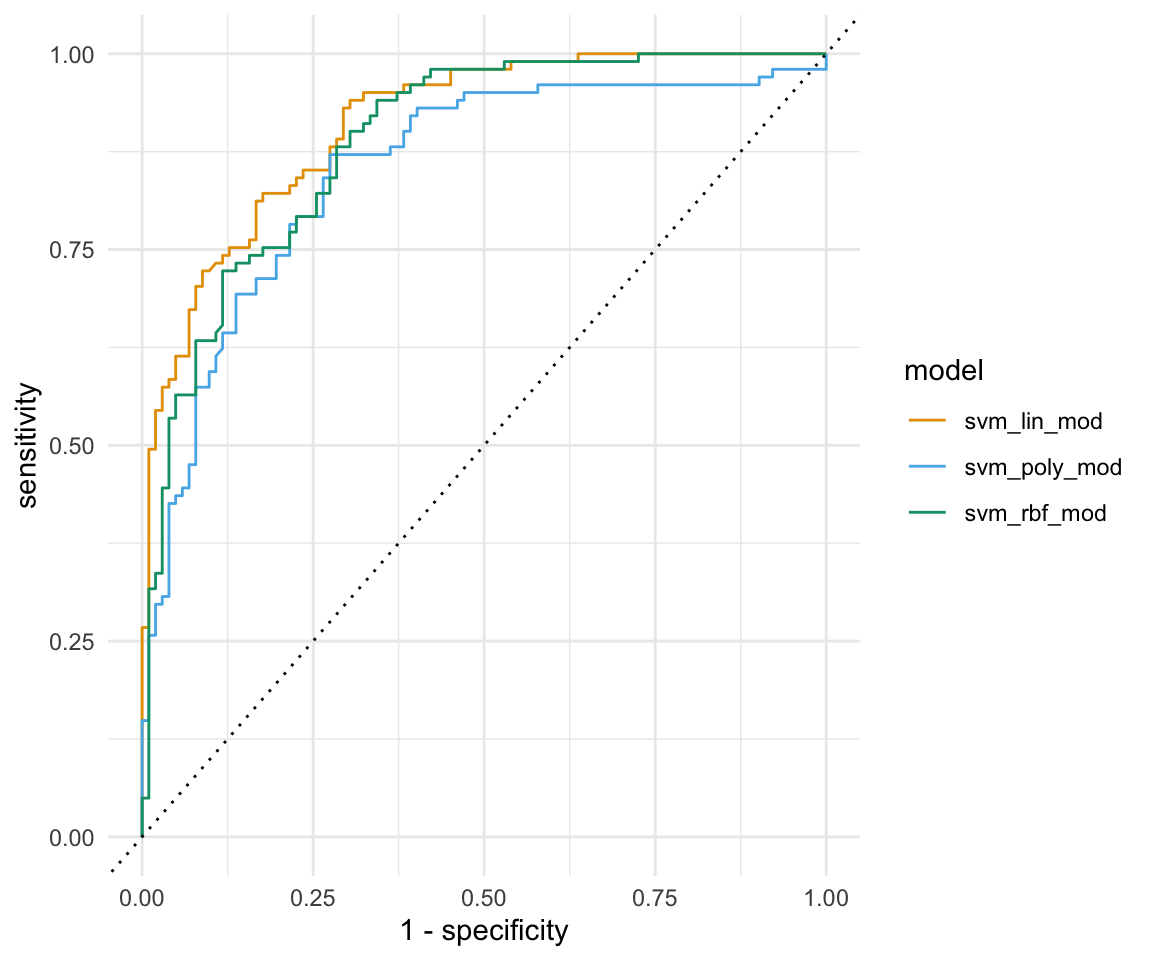 1.00
0.75
0.50
0.25
0.00
sensitivity
0.00 0.25 0.50 0.75 1.00
1 - specificity
model
svm_lin_mod
svm_poly_mod
svm_rbf_mod